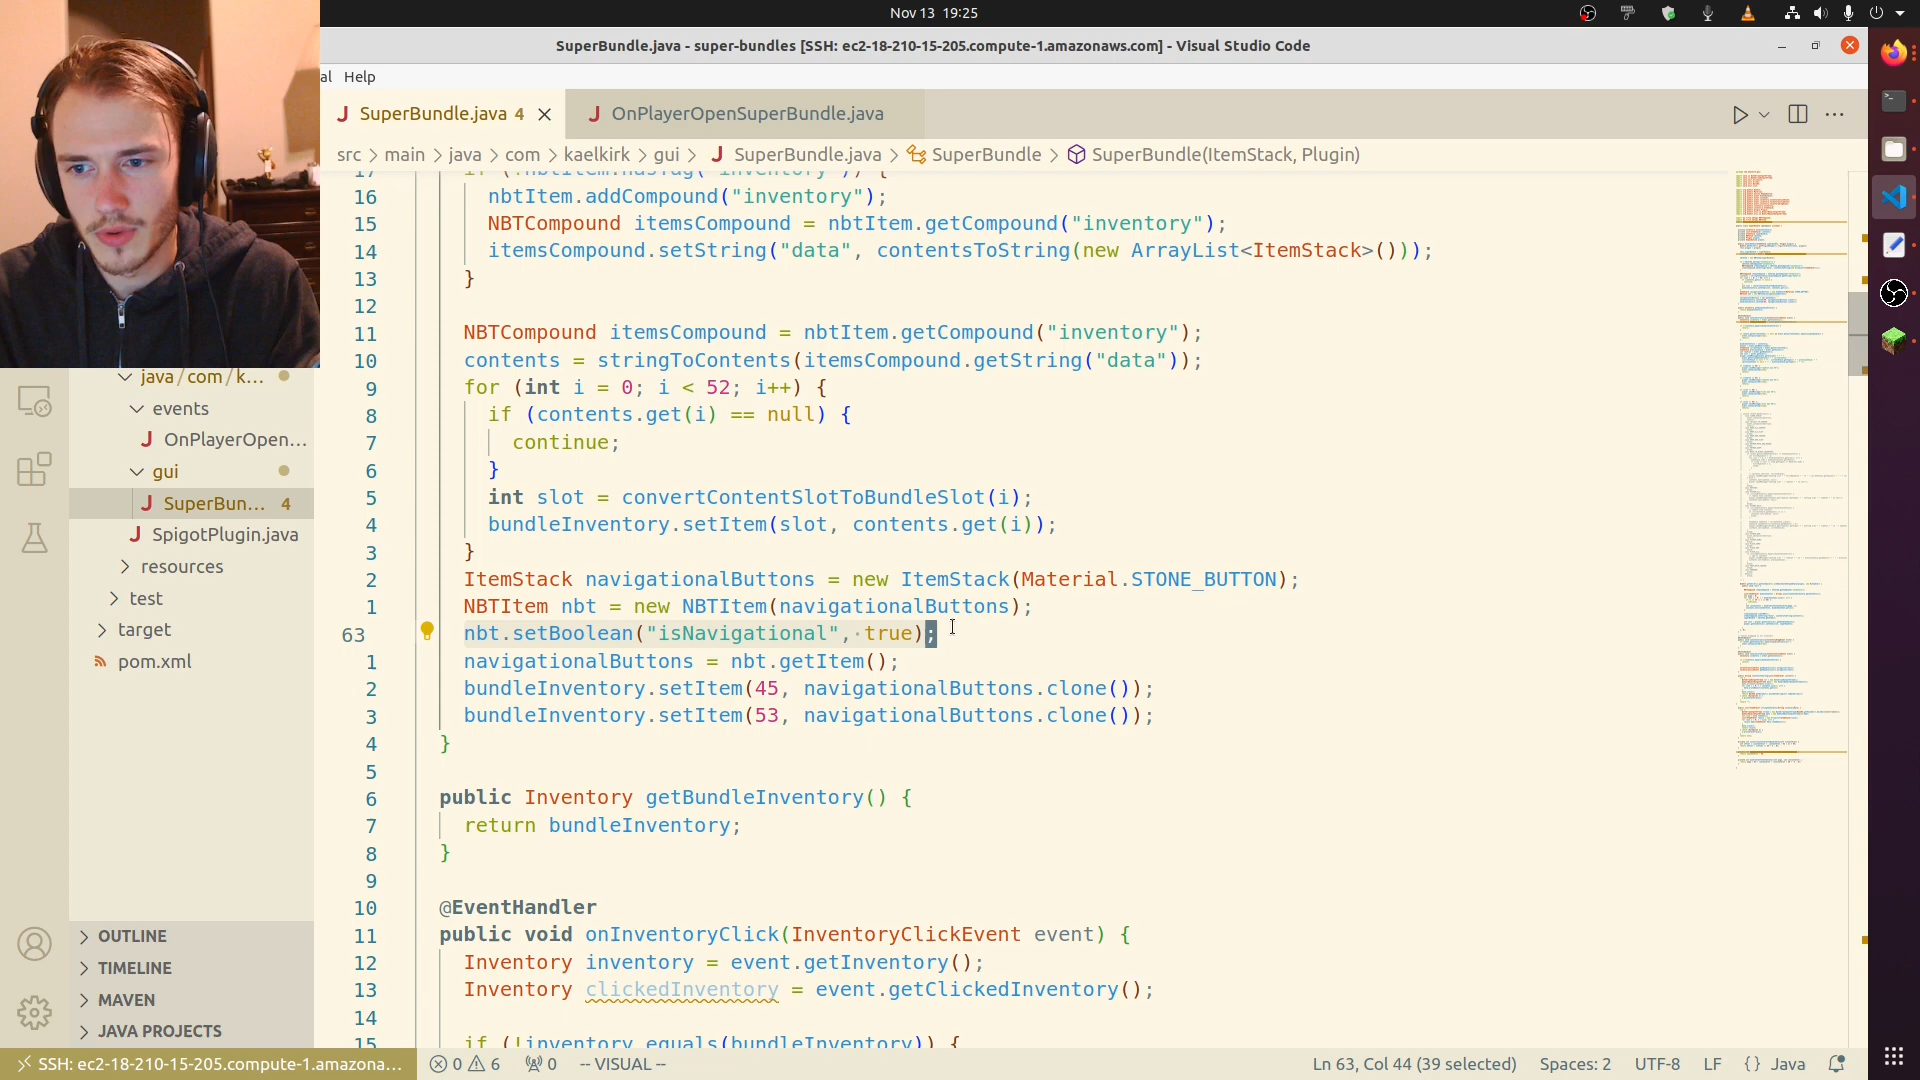 Nov 13 19:25
SuperBundle.java - super-bundles [SSH: ec2-18-210-15-205.compute-1.amazonaws.com] - Visual Studio Code
al Help
SuperBundle.java 4
OnPlayerOpenSuperBundle.java
src > main > java > com > kaelkirk > gui > SuperBundle.java > SuperBundle > SuperBundle(ItemStack, Plugin)
17 if (!nbtItem.hasTag("inventory")) {
16 nbtItem.addCompound("inventory");
15 NBTCompound itemsCompound = nbtItem.getCompound("inventory");
14 itemsCompound.setString("data", contentsToString(new ArrayList<ItemStack>()));
13 }
12
11 NBTCompound itemsCompound = nbtItem.getCompound("inventory");
10 contents = stringToContents(itemsCompound.getString("data"));
9 for (int i = 0; i < 52; i++) {
8 if (contents.get(i) == null) {
7 continue;
6 }
5 int slot = convertContentSlotToBundleSlot(i);
4 bundleInventory.setItem(slot, contents.get(i));
3 }
2 ItemStack navigationalButtons = new ItemStack(Material.STONE_BUTTON);
1 NBTItem nbt = new NBTItem(navigationalButtons);
63 nbt.setBoolean("isNavigational",·true);
1 navigationalButtons = nbt.getItem();
2 bundleInventory.setItem(45, navigationalButtons.clone());
3 bundleInventory.setItem(53, navigationalButtons.clone());
4 }
5
6 public Inventory getBundleInventory() {
7 return bundleInventory;
8 }
9
10 @EventHandler
11 public void onInventoryClick(InventoryClickEvent event) {
12 Inventory inventory = event.getInventory();
13 Inventory clickedInventory = event.getClickedInventory();
14
15 if (!inventory.equals(bundleInventory)) {
java/com/k...
events
OnPlayerOpen...
gui
SuperBun... 4
SpigotPlugin.java
resources
test
target
pom.xml
OUTLINE
TIMELINE
MAVEN
JAVA PROJECTS
SSH: ec2-18-210-15-205.compute-1.amazona...
0 6 0 -- VISUAL --
Ln 63, Col 44 (39 selected) Spaces: 2 UTF-8 LF {} Java